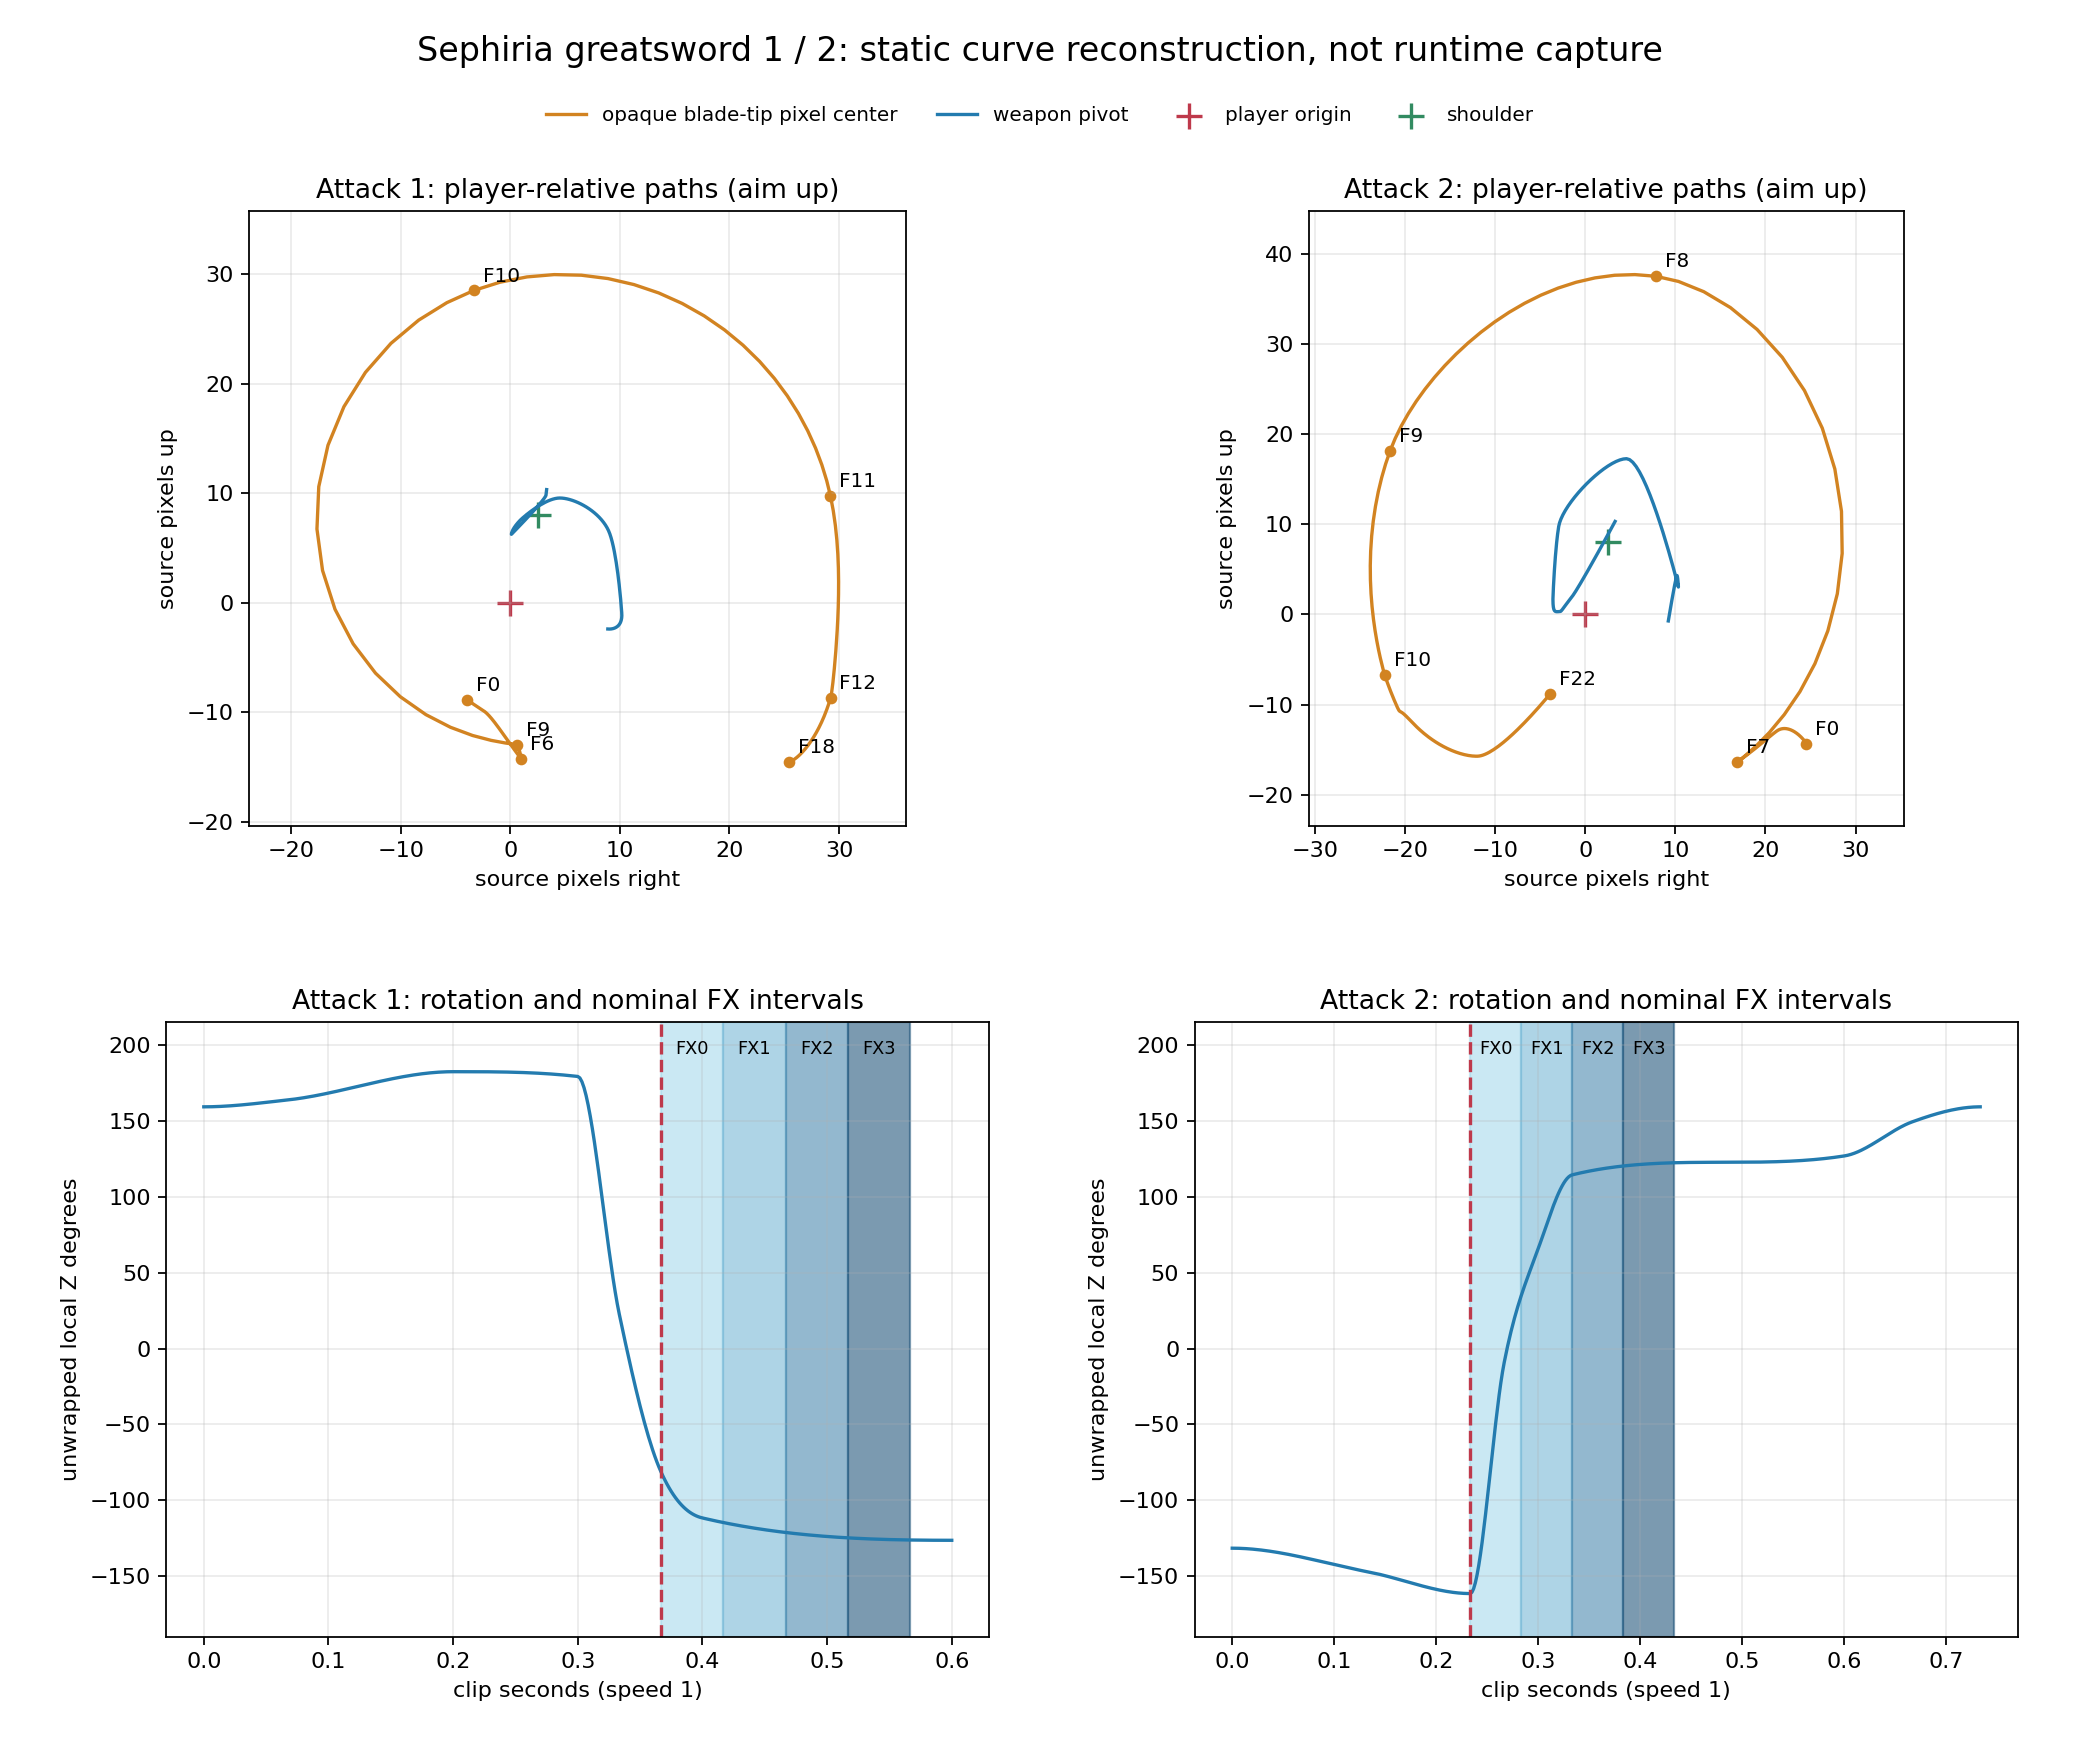 Sephiria greatsword 1 / 2: static curve reconstruction, not runtime capture
opaque blade-tip pixel center
weapon pivot
player origin
shoulder
Attack 1: player-relative paths (aim up)
source pixels up
30
20
10
0
−10
−20
F10
F11
F0
F9
F6
F12
F18
−20
−10
0
10
20
30
source pixels right
Attack 2: player-relative paths (aim up)
source pixels up
40
30
20
10
0
−10
−20
F8
F9
F10
F22
F7
F0
−30
−20
−10
0
10
20
30
source pixels right
Attack 1: rotation and nominal FX intervals
unwrapped local Z degrees
200
150
100
50
0
−50
−100
−150
FX0
FX1
FX2
FX3
0.0
0.1
0.2
0.3
0.4
0.5
0.6
clip seconds (speed 1)
Attack 2: rotation and nominal FX intervals
unwrapped local Z degrees
200
150
100
50
0
−50
−100
−150
FX0
FX1
FX2
FX3
0.0
0.1
0.2
0.3
0.4
0.5
0.6
0.7
clip seconds (speed 1)